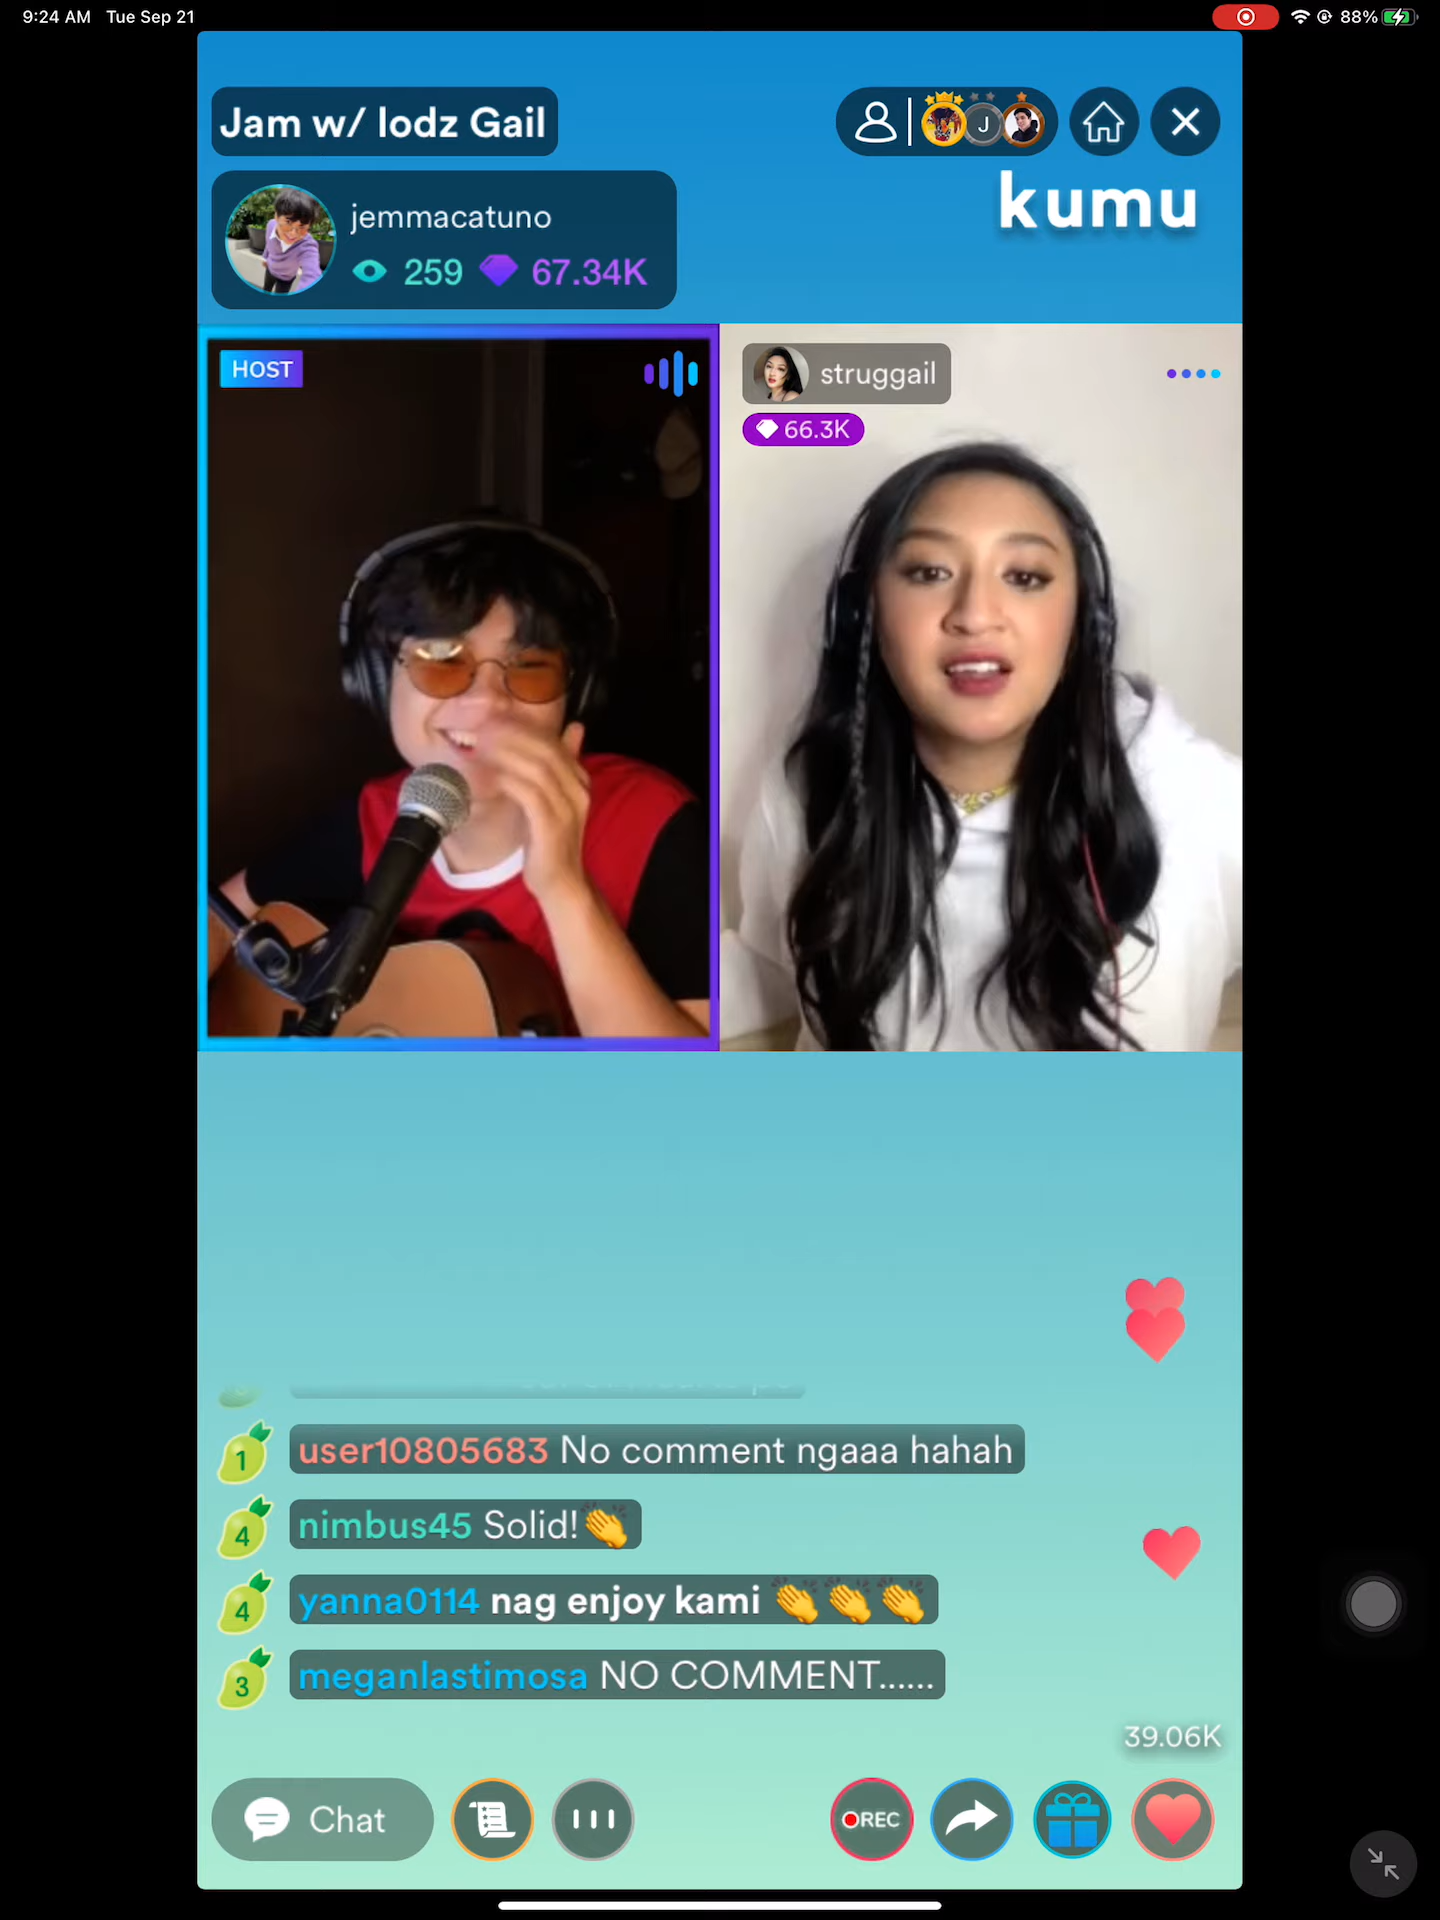 9:24 AM Tue Sep 21
88%
Jam w/ lodz Gail
J
kumu
jemmacatuno
259 67.34K
HOST
struggail
66.3K
1 user10805683 No comment ngaaa hahah
4 nimbus45 Solid!👏
4 yanna0114 nag enjoy kami 👏👏👏
3 meganlastimosa NO COMMENT......
39.06K
Chat
REC